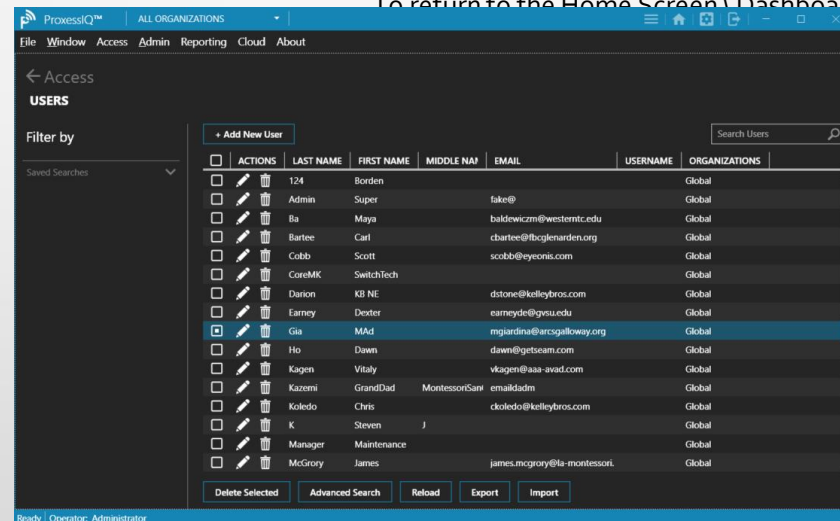 To return to the Home Screen \ Dashboa
ProxessIQ™ ALL ORGANIZATIONS
File Window Access Admin Reporting Cloud About
Access
USERS
Filter by
+ Add New User
Search Users
ACTIONS LAST NAME FIRST NAME MIDDLE NAM EMAIL USERNAME ORGANIZATIONS
Saved Searches
124 Borden Global
Admin Super fake@ Global
Ba Maya baldewiczm@westerntc.edu Global
Bartee Carl cbartee@fbcglenarden.org Global
Cobb Scott scobb@eyeonis.com Global
CoreMK SwitchTech Global
Darion KB NE dstone@kelleybros.com Global
Earney Dexter earneyde@gvsu.edu Global
Gia MAd mgiardina@arcsgalloway.org Global
Ho Dawn dawn@getseam.com Global
Kagen Vitaly vkagen@aaa-avad.com Global
Kazemi GrandDad MontessoriSan emaildadm Global
Koledo Chris ckoledo@kelleybros.com Global
K Steven J Global
Manager Maintenance Global
McGrory James james.mcgrory@la-montessori. Global
Delete Selected Advanced Search Reload Export Import
Ready Operator: Administrator